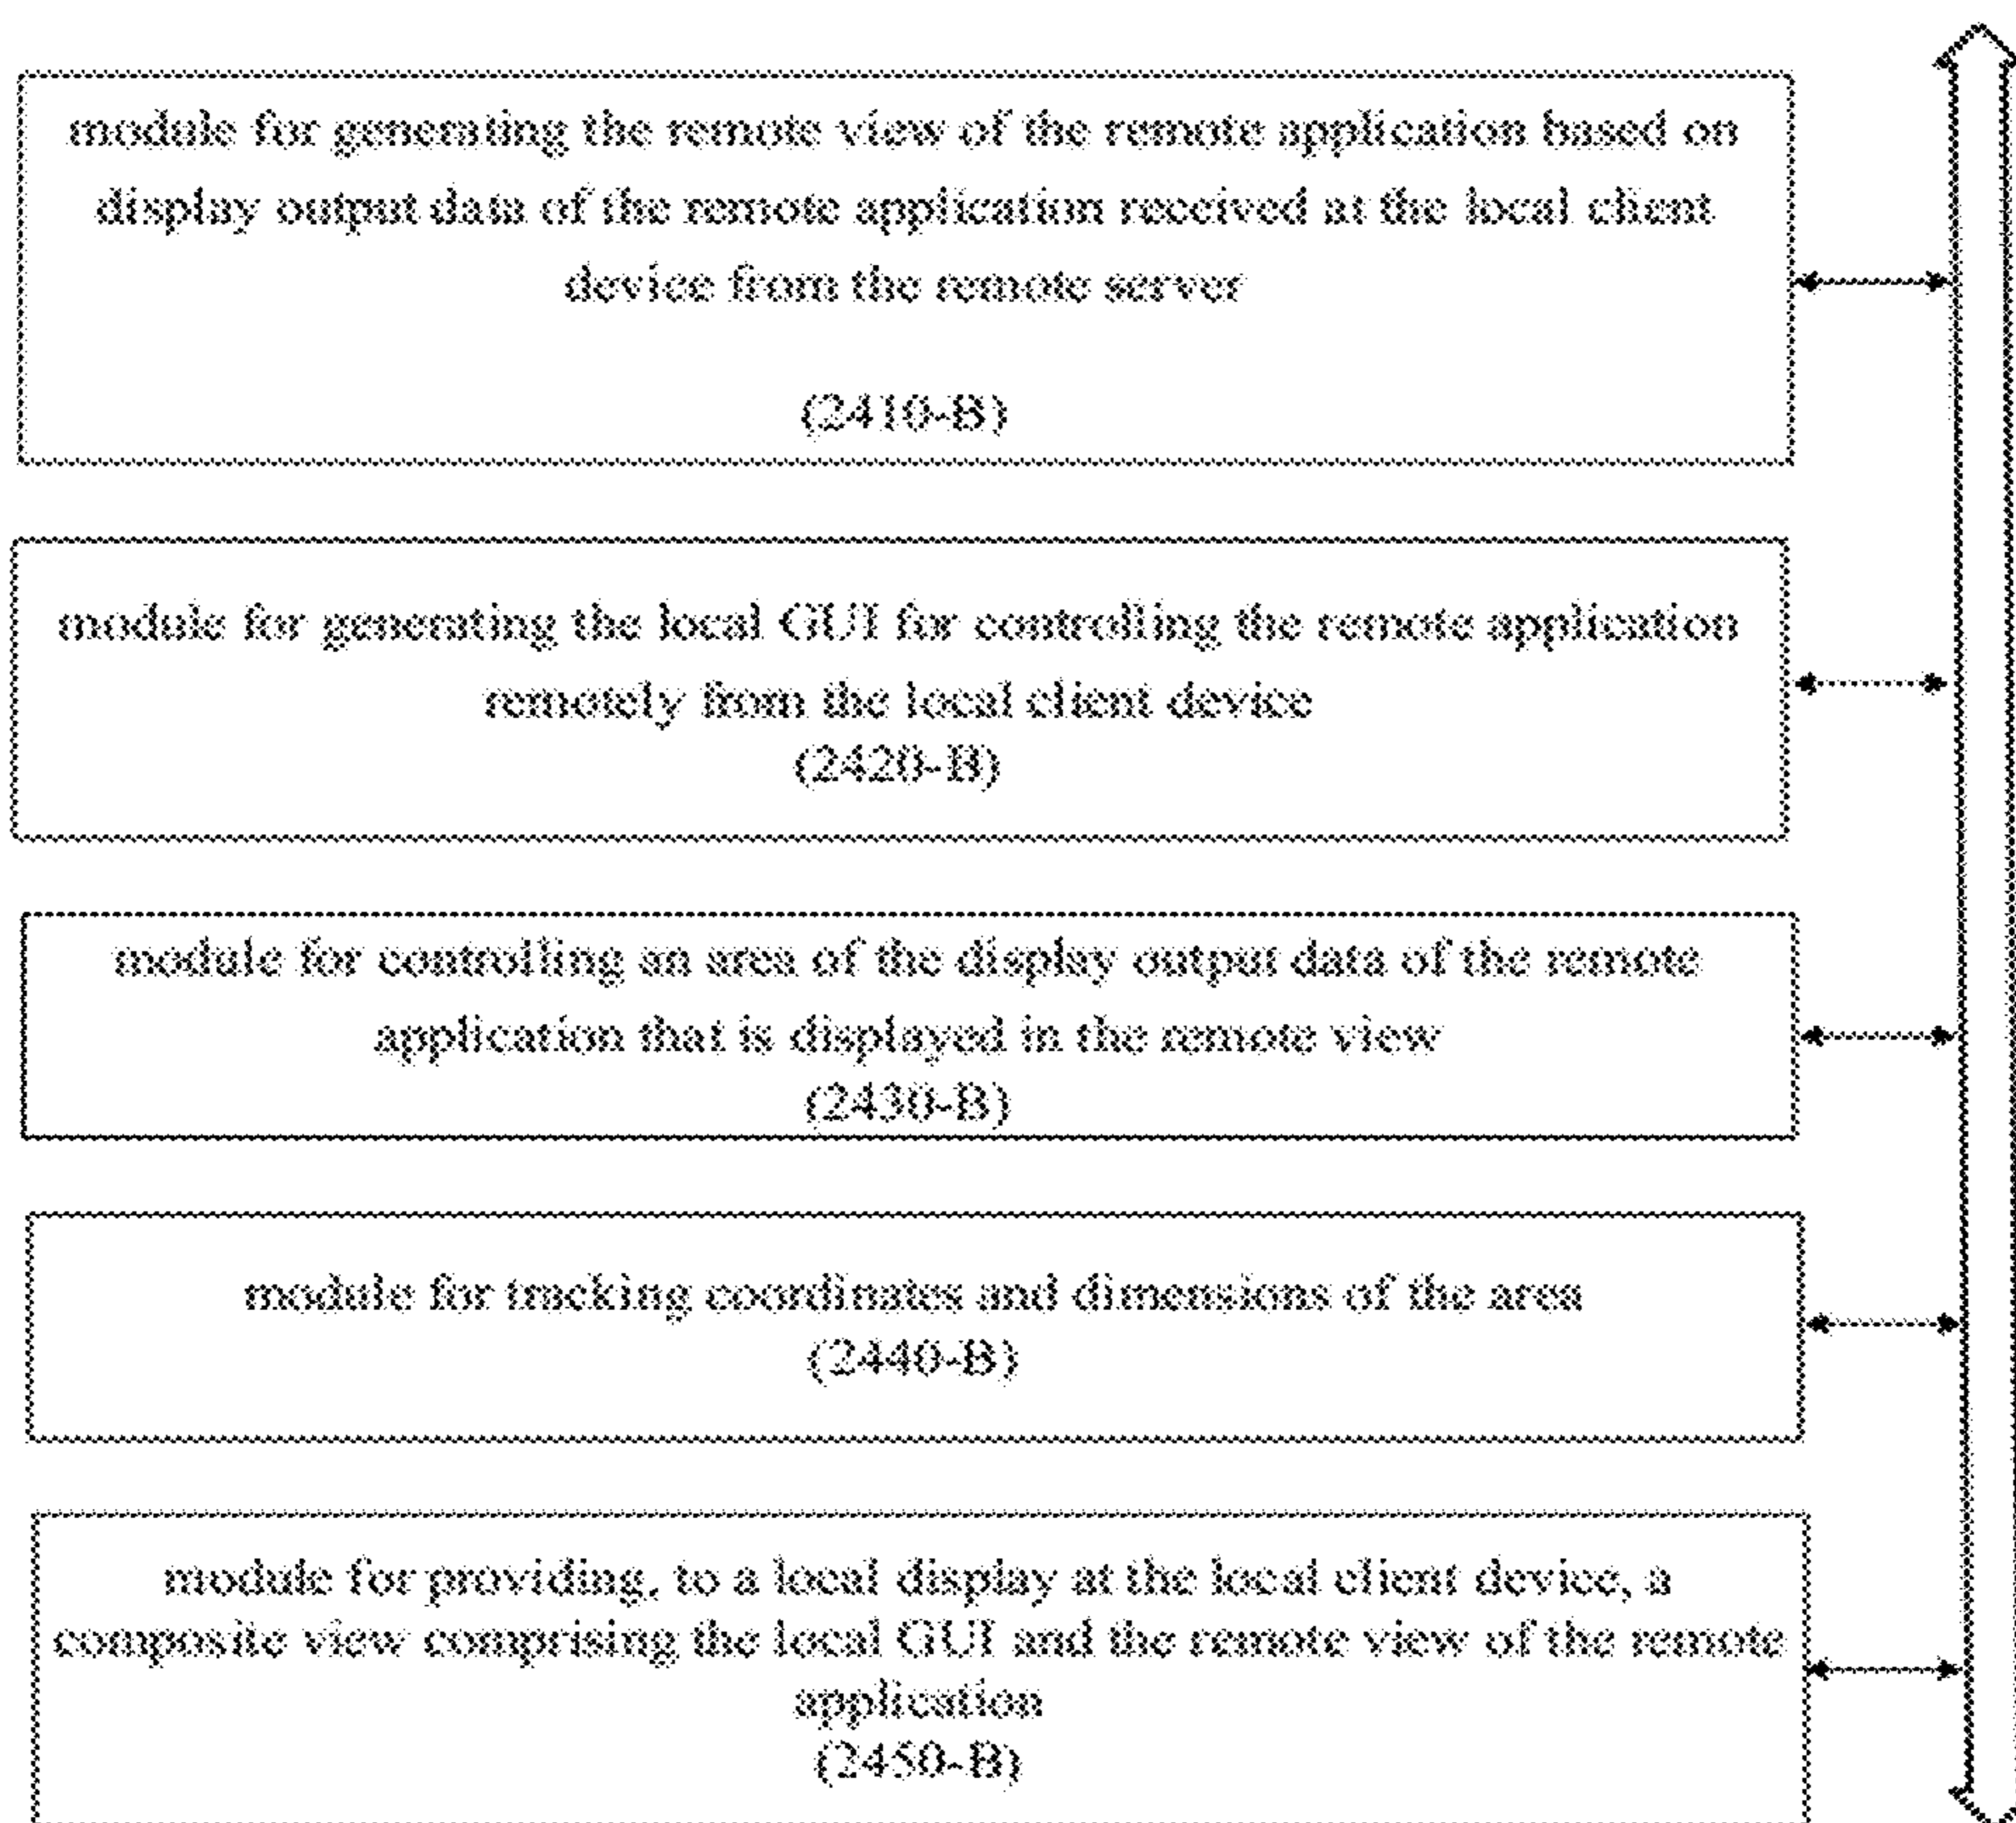 module for generating the remote view of the remote application based on
display output data of the remote application received at the local client
device from the remote server
(2410-B)
module for generating the local GUI for controlling the remote application
remotely from the local client device
(2420-B)
module for controlling an area of the display output data of the remote
application that is displayed in the remote view
(2430-B)
module for tracking coordinates and dimensions of the area
(2440-B)
module for providing, to a local display at the local client device, a
composite view comprising the local GUI and the remote view of the remote
application
(2450-B)